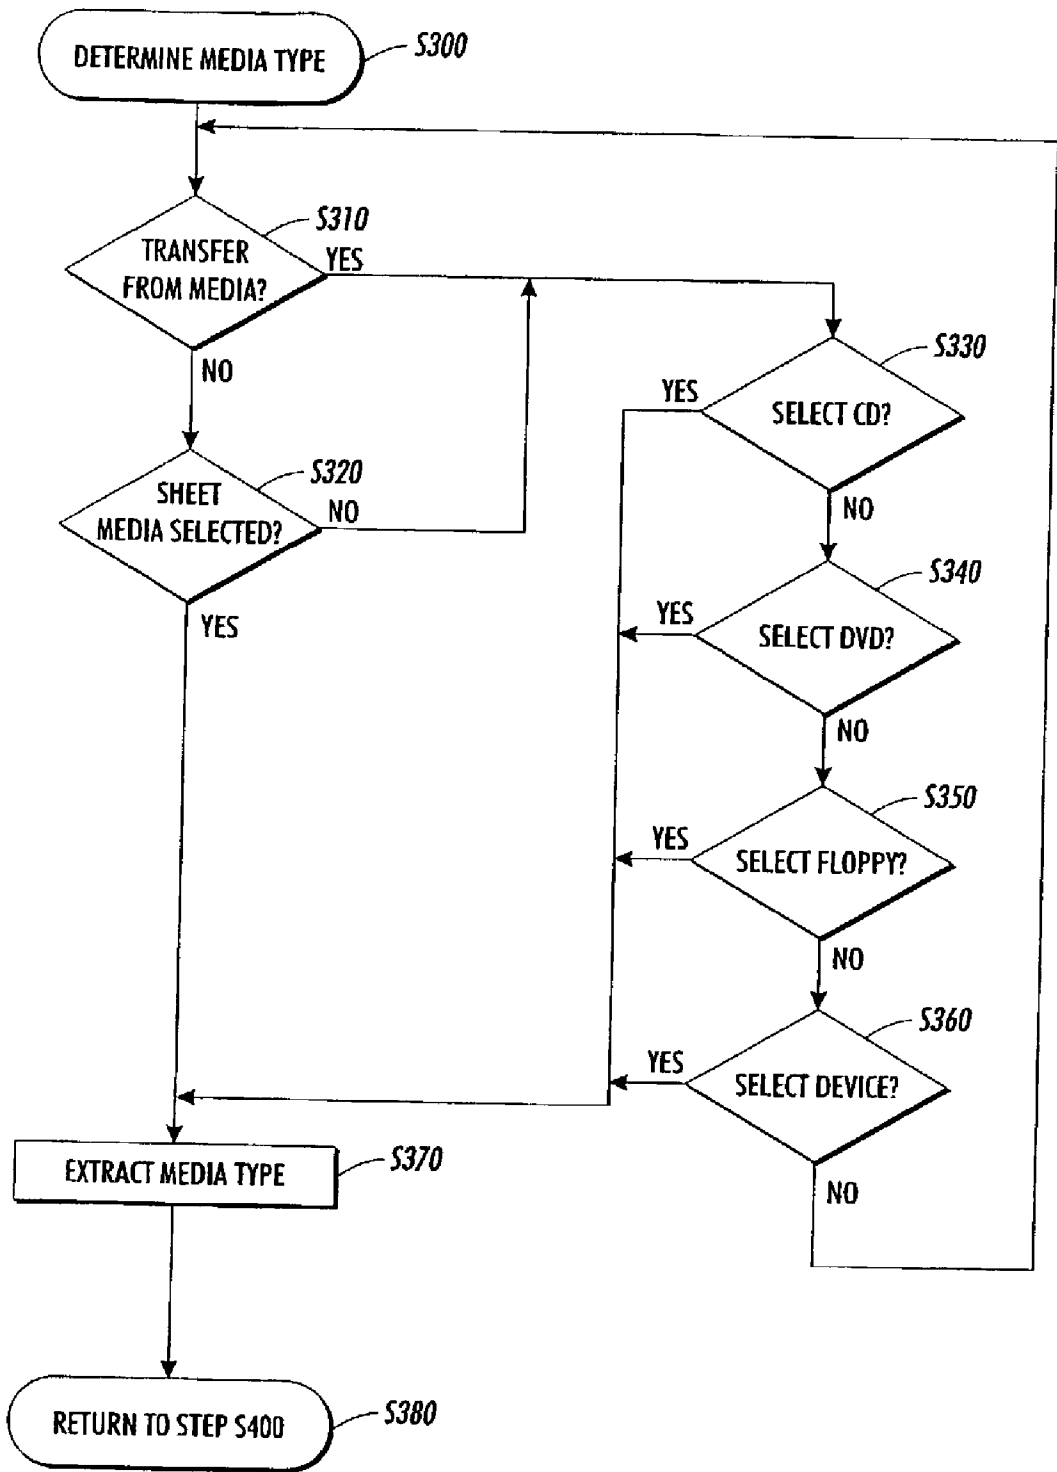 DETERMINE MEDIA TYPE
S300
S310
TRANSFER
FROM MEDIA?
YES
NO
S330
YES
SELECT CD?
NO
S320
SHEET
MEDIA SELECTED?
NO
YES
S340
YES
SELECT DVD?
NO
S350
YES
SELECT FLOPPY?
NO
S360
YES
SELECT DEVICE?
NO
EXTRACT MEDIA TYPE
S370
RETURN TO STEP S400
S380